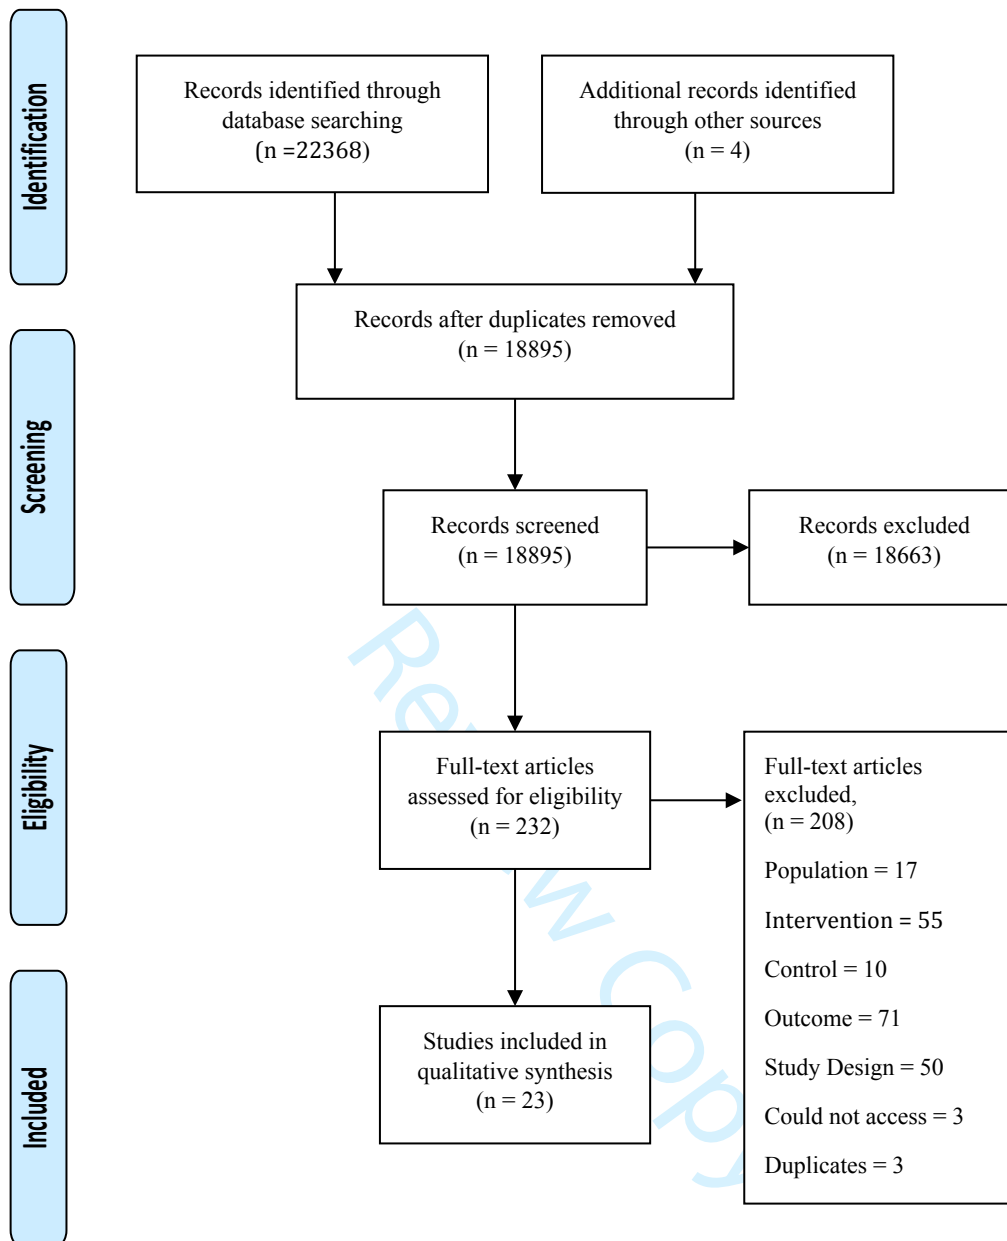 Identification
Records identified through
database searching
(n =22368)
Additional records identified
through other sources
(n = 4)
Records after duplicates removed
(n = 18895)
Screening
Records screened
(n = 18895)
Records excluded
(n = 18663)
Eligibility
Full-text articles
assessed for eligibility
(n = 232)
Full-text articles
excluded,
(n = 208)
Population = 17
Intervention = 55
Control = 10
Outcome = 71
Study Design = 50
Could not access = 3
Duplicates = 3
Included
Studies included in
qualitative synthesis
(n = 23)
Review Copy